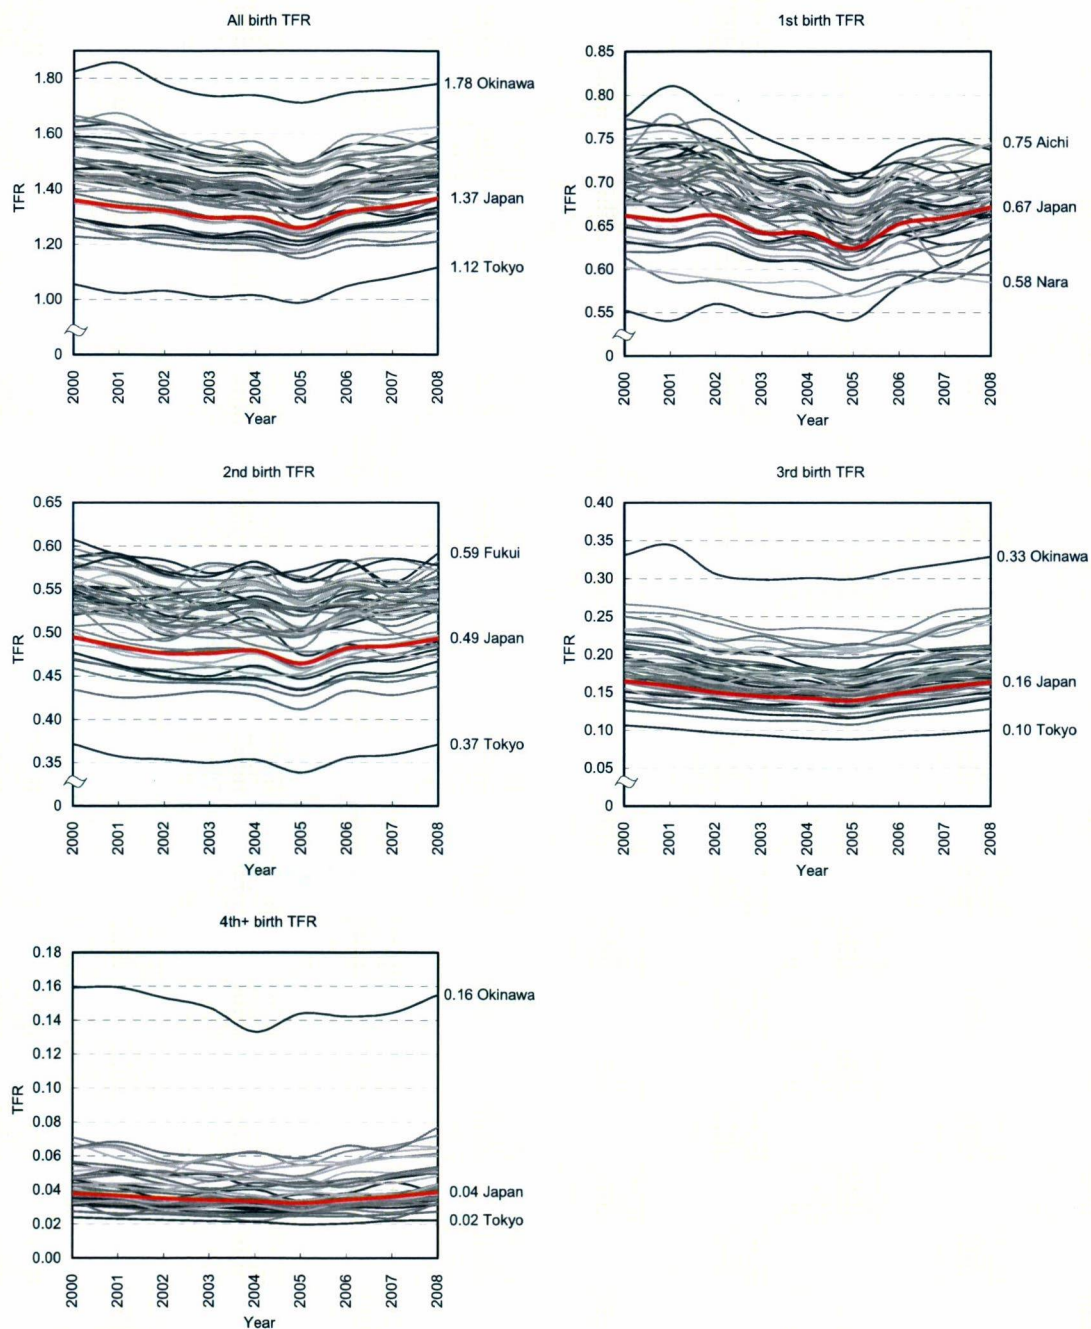 All birth TFR
1.80
1.60
1.40
1.20
1.00
0
TFR
1.78 Okinawa
1.37 Japan
1.12 Tokyo
2000 2001 2002 2003 2004 2005 2006 2007 2008
Year
1st birth TFR
0.85
0.80
0.75
0.70
0.65
0.60
0.55
0
TFR
0.75 Aichi
0.67 Japan
0.58 Nara
2000 2001 2002 2003 2004 2005 2006 2007 2008
Year
2nd birth TFR
0.65
0.60
0.55
0.50
0.45
0.40
0.35
0
TFR
0.59 Fukui
0.49 Japan
0.37 Tokyo
2000 2001 2002 2003 2004 2005 2006 2007 2008
Year
3rd birth TFR
0.40
0.35
0.30
0.25
0.20
0.15
0.10
0.05
0
TFR
0.33 Okinawa
0.16 Japan
0.10 Tokyo
2000 2001 2002 2003 2004 2005 2006 2007 2008
Year
4th+ birth TFR
0.18
0.16
0.14
0.12
0.10
0.08
0.06
0.04
0.02
0.00
TFR
0.16 Okinawa
0.04 Japan
0.02 Tokyo
2000 2001 2002 2003 2004 2005 2006 2007 2008
Year